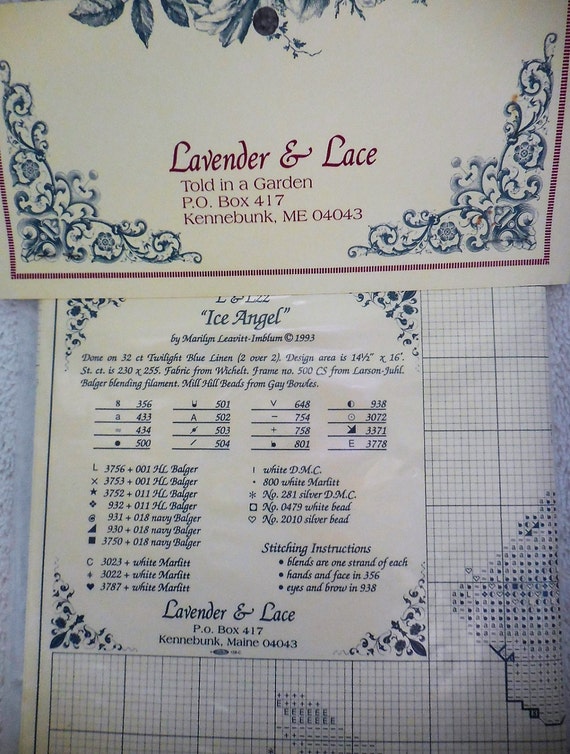 Lavender & Lace
Told in a Garden
P.O. Box 417
Kennebunk, ME 04043
L & L22
"Ice Angel"
by Marilyn Leavitt-Imblum © 1993
Done on 32 ct Twilight Blue Linen (2 over 2). Design area is 14½" x 16".
St. ct. is 230 x 255. Fabric from Wichelt. Frame no. 500 CS from Larson-Juhl.
Balger blending filament. Mill Hill Beads from Gay Bowles.
8 356 501 V 648 938
a 433 A 502 – 754 3072
≈ 434 503 + 758 3371
● 500 / 504 801 E 3778
L 3756 + 001 HL Balger
× 3753 + 001 HL Balger
★ 3752 + 011 HL Balger
❖ 932 + 011 HL Balger
@ 931 + 018 navy Balger
◢ 930 + 018 navy Balger
■ 3750 + 018 navy Balger
C 3023 + white Marlitt
+ 3022 + white Marlitt
♥ 3787 + white Marlitt
ı white D.M.C.
• 800 white Marlitt
* No. 281 silver D.M.C.
◘ No. 0479 white bead
♡ No. 2010 silver bead
Stitching Instructions
• blends are one strand of each
• hands and face in 356
• eyes and brow in 938
Lavender & Lace
P.O. Box 417
Kennebunk, Maine 04043